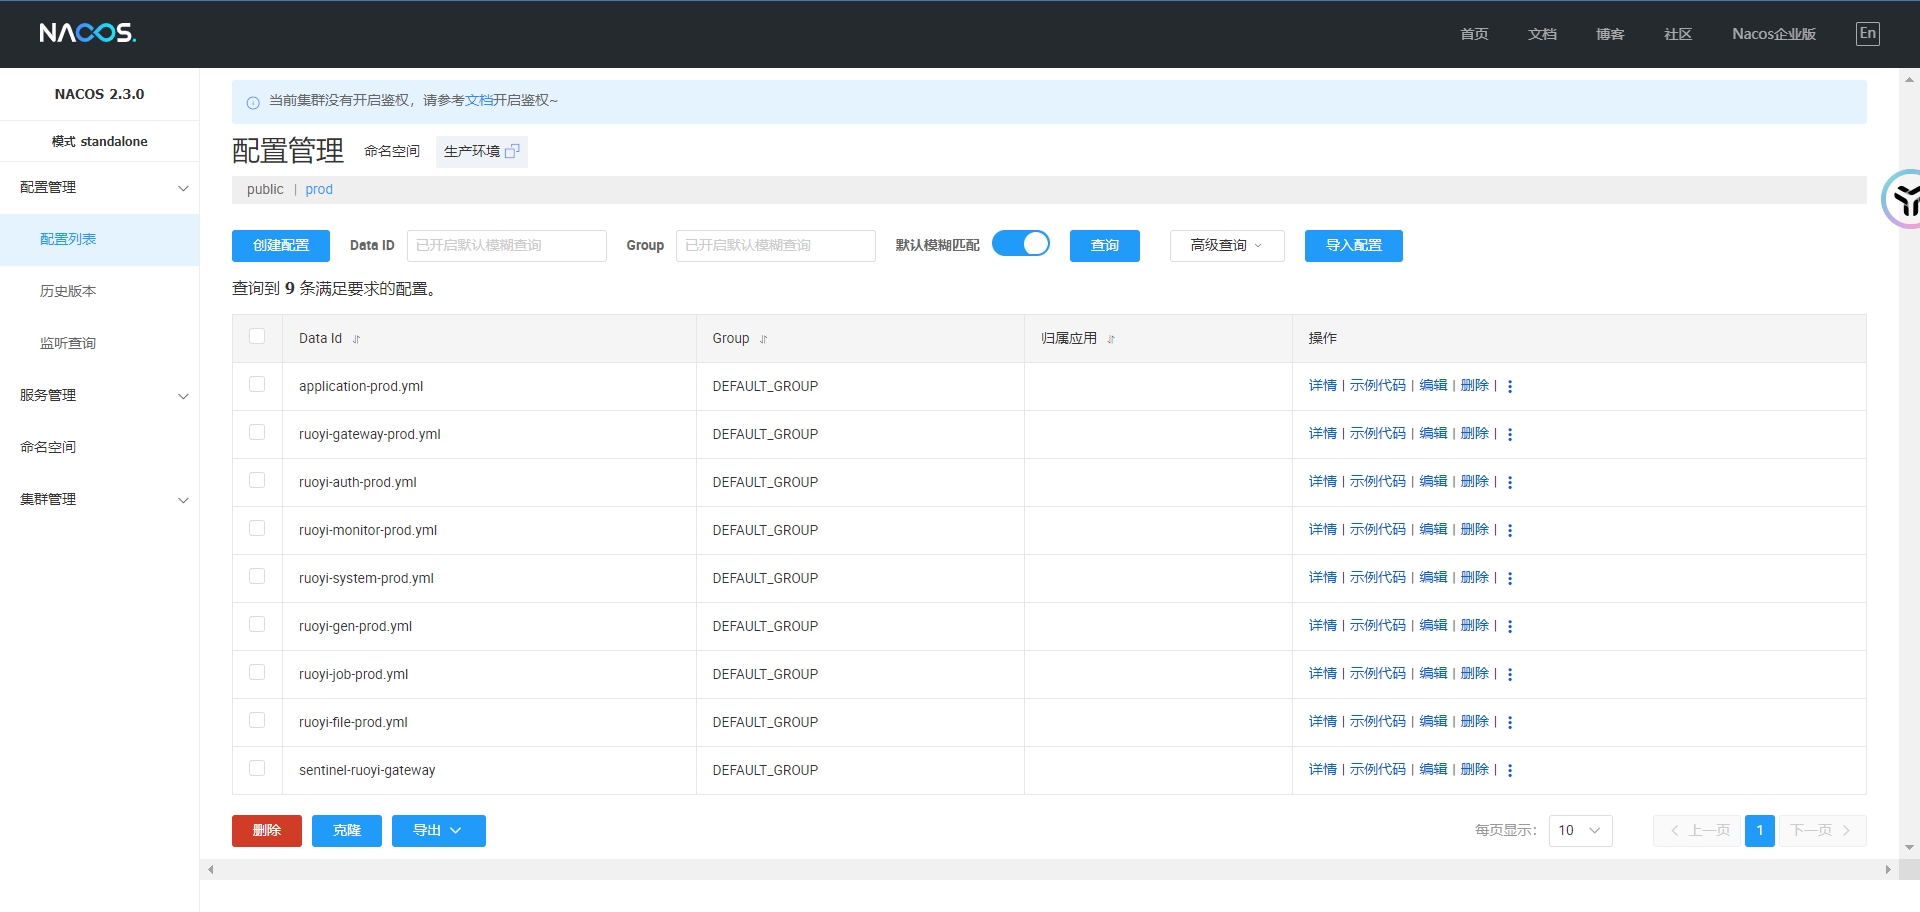 NACOS.
首页 文档 博客 社区 Nacos企业版 En
NACOS 2.3.0
模式 standalone
配置管理
配置列表
历史版本
监听查询
服务管理
命名空间
集群管理
当前集群没有开启鉴权，请参考文档开启鉴权~
配置管理 命名空间 生产环境
public | prod
创建配置 Data ID 已开启默认模糊查询 Group 已开启默认模糊查询 默认模糊匹配 查询 高级查询 导入配置
查询到 9 条满足要求的配置。
Data Id Group 归属应用 操作
application-prod.yml DEFAULT_GROUP 详情 | 示例代码 | 编辑 | 删除 |
ruoyi-gateway-prod.yml DEFAULT_GROUP 详情 | 示例代码 | 编辑 | 删除 |
ruoyi-auth-prod.yml DEFAULT_GROUP 详情 | 示例代码 | 编辑 | 删除 |
ruoyi-monitor-prod.yml DEFAULT_GROUP 详情 | 示例代码 | 编辑 | 删除 |
ruoyi-system-prod.yml DEFAULT_GROUP 详情 | 示例代码 | 编辑 | 删除 |
ruoyi-gen-prod.yml DEFAULT_GROUP 详情 | 示例代码 | 编辑 | 删除 |
ruoyi-job-prod.yml DEFAULT_GROUP 详情 | 示例代码 | 编辑 | 删除 |
ruoyi-file-prod.yml DEFAULT_GROUP 详情 | 示例代码 | 编辑 | 删除 |
sentinel-ruoyi-gateway DEFAULT_GROUP 详情 | 示例代码 | 编辑 | 删除 |
删除 克隆 导出 每页显示: 10 上一页 1 下一页